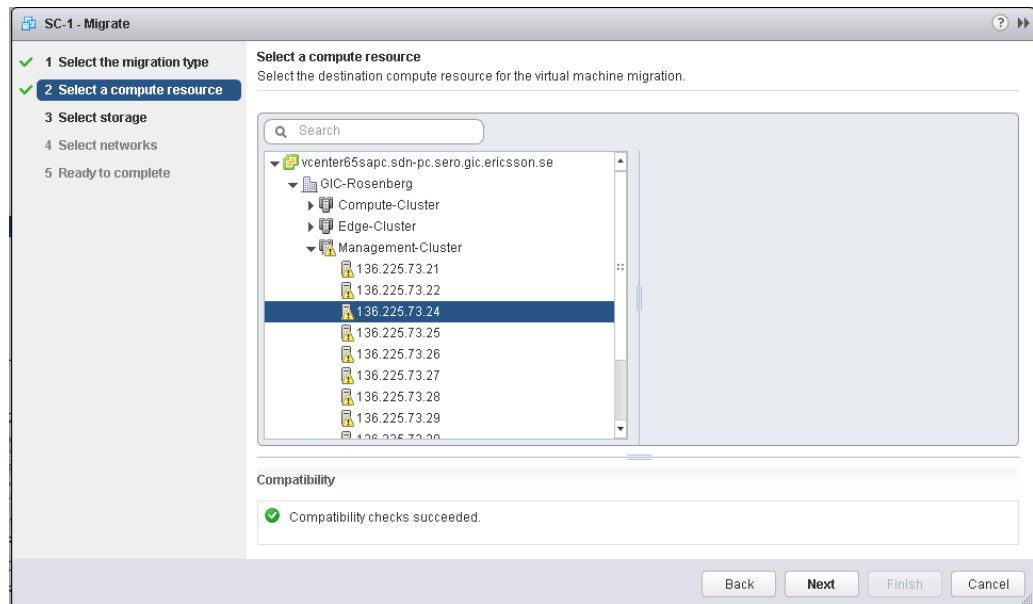 SC-1 - Migrate
1 Select the migration type
2 Select a compute resource
3 Select storage
4 Select networks
5 Ready to complete
Select a compute resource
Select the destination compute resource for the virtual machine migration.
Search
vcenter65sapc.sdn-pc.sero.gic.ericsson.se
GIC-Rosenberg
Compute-Cluster
Edge-Cluster
Management-Cluster
136.225.73.21
136.225.73.22
136.225.73.24
136.225.73.25
136.225.73.26
136.225.73.27
136.225.73.28
136.225.73.29
Compatibility
Compatibility checks succeeded.
Back Next Finish Cancel